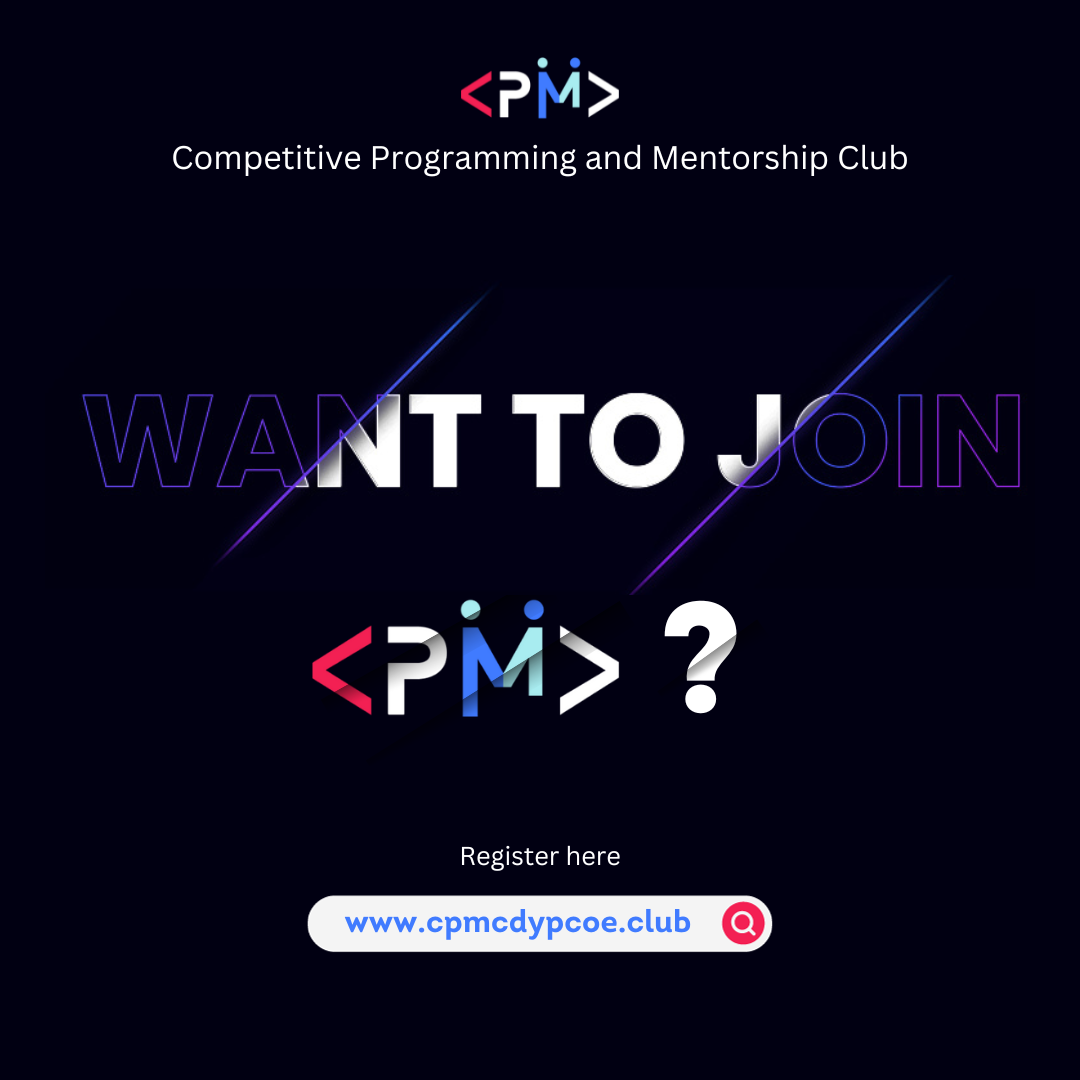 <PM>
Competitive Programming and Mentorship Club
WANT TO JOIN
<PM> ?
Register here
www.cpmcdypcoe.club